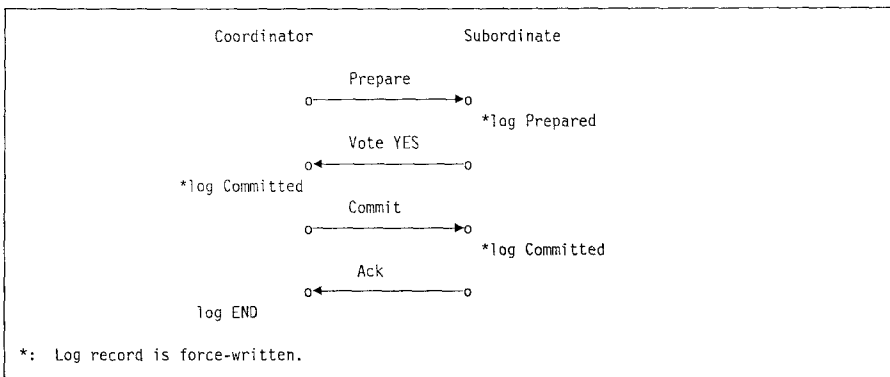 Coordinator Subordinate
Prepare
*log Prepared
Vote YES
*log Committed
Commit
*log Committed
Ack
log END
*: Log record is force-written.